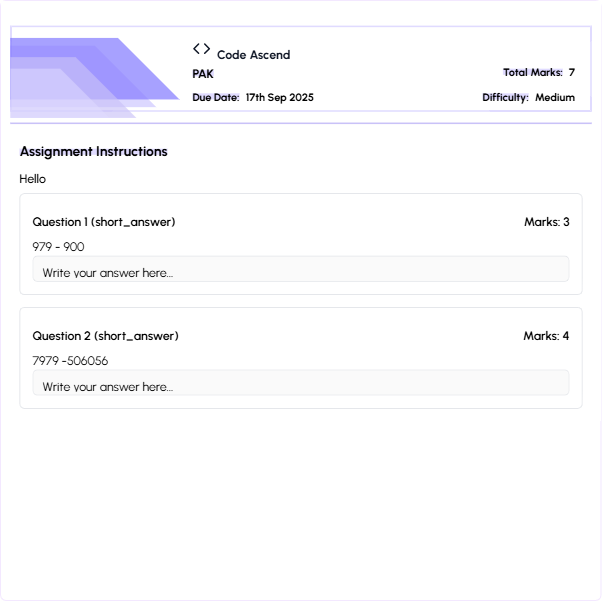 Code Ascend
PAK
Total Marks: 7
Due Date: 17th Sep 2025
Difficulty: Medium
Assignment Instructions
Hello
Question 1 (short_answer)
Marks: 3
979 - 900
Write your answer here...
Question 2 (short_answer)
Marks: 4
7979 -506056
Write your answer here...